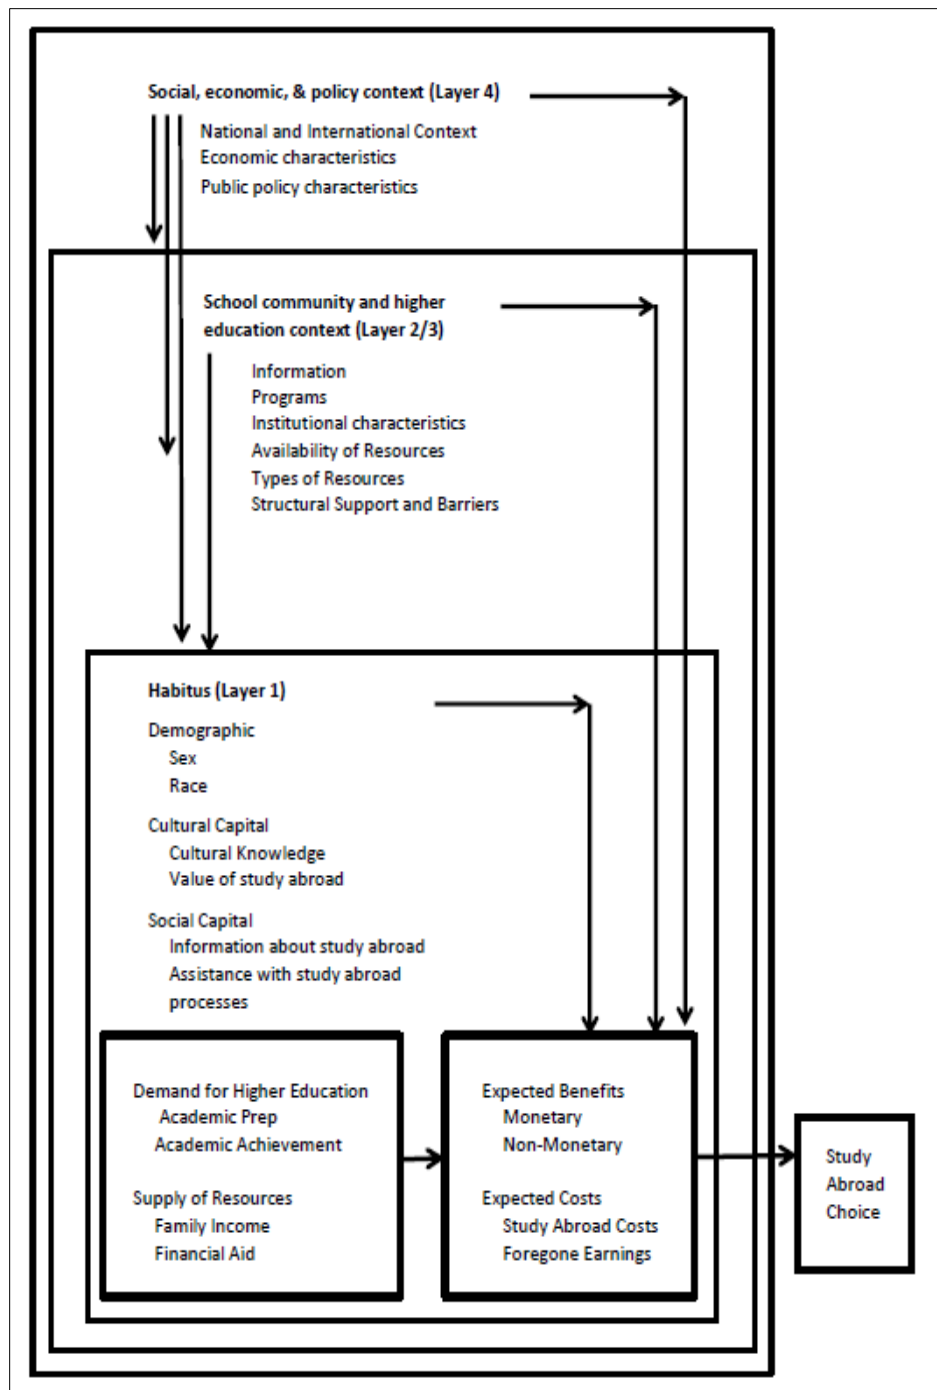 Social, economic, & policy context (Layer 4)
National and International Context
Economic characteristics
Public policy characteristics
School community and higher
education context (Layer 2/3)
Information
Programs
Institutional characteristics
Availability of Resources
Types of Resources
Structural Support and Barriers
Habitus (Layer 1)
Demographic
Sex
Race
Cultural Capital
Cultural Knowledge
Value of study abroad
Social Capital
Information about study abroad
Assistance with study abroad
processes
Demand for Higher Education
Academic Prep
Academic Achievement
Supply of Resources
Family Income
Financial Aid
Expected Benefits
Monetary
Non-Monetary
Expected Costs
Study Abroad Costs
Foregone Earnings
Study
Abroad
Choice